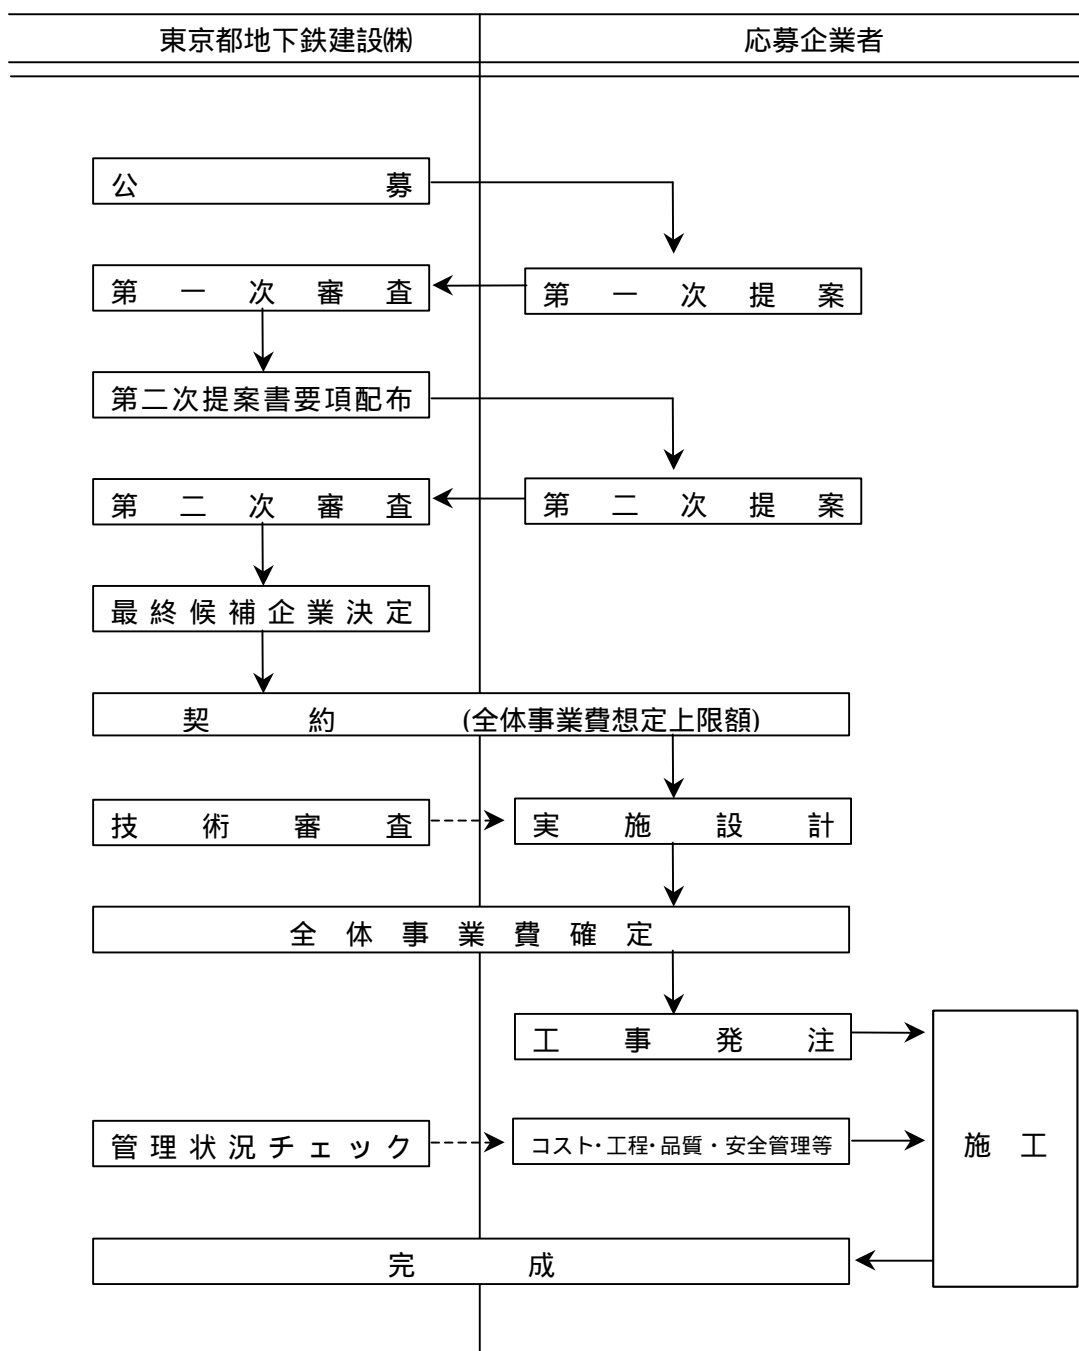 東京都地下鉄建設㈱
応募企業者
公募
第一次審査
第一次提案
第二次提案書要項配布
第二次審査
第二次提案
最終候補企業決定
契約 (全体事業費想定上限額)
技術審査
実施設計
全体事業費確定
工事発注
管理状況チェック
コスト・工程・品質・安全管理等
施工
完成